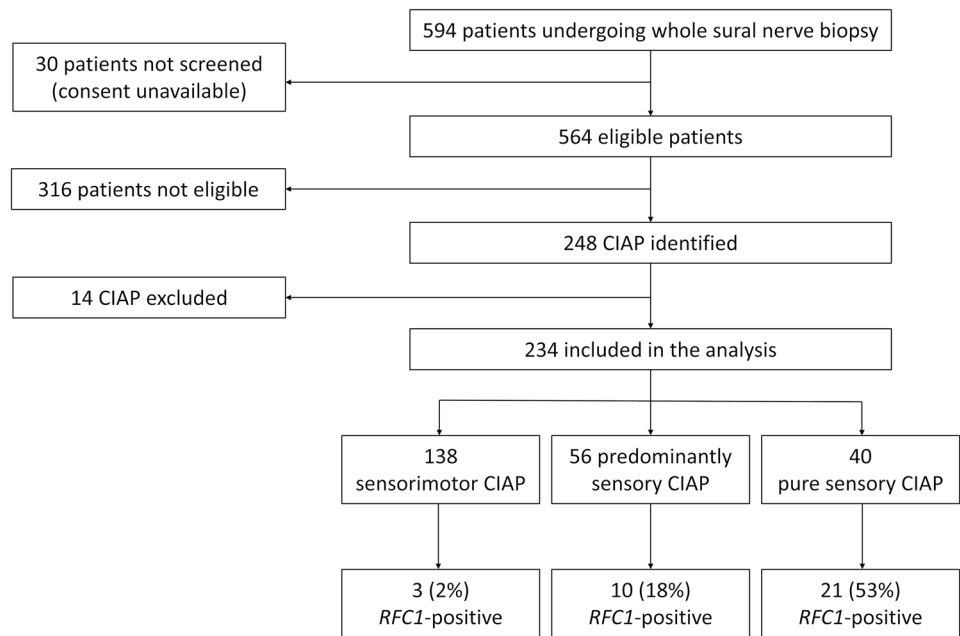 594 patients undergoing whole sural nerve biopsy
30 patients not screened
(consent unavailable)
564 eligible patients
316 patients not eligible
248 CIAP identified
14 CIAP excluded
234 included in the analysis
138
sensorimotor CIAP
56 predominantly
sensory CIAP
40
pure sensory CIAP
3 (2%)
RFC1-positive
10 (18%)
RFC1-positive
21 (53%)
RFC1-positive